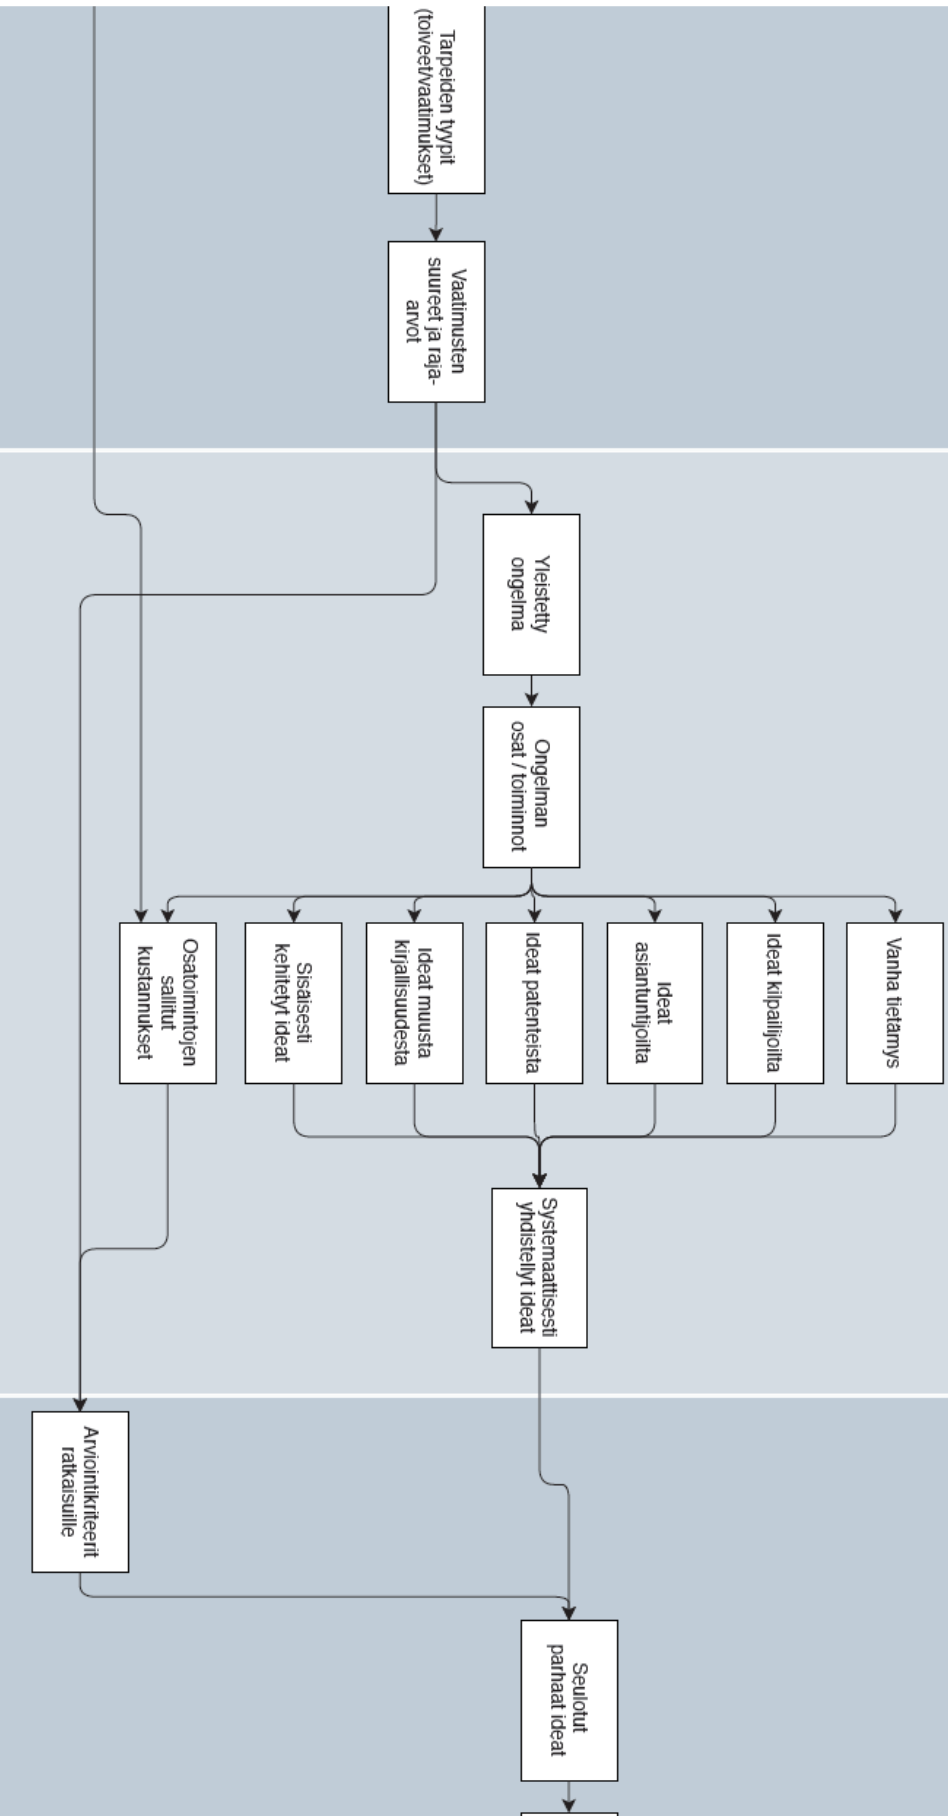 Tarpeiden tyypit
(toiveet/vaatimukset)
Vaatimusten
suureet ja raja-
arvot
Yleistetty
ongelma
Ongelman
osat / toiminnot
Vanha tietämys
Ideat kilpailijoilta
Ideat
asiantuntijoilta
Ideat patenteista
Ideat muusta
kirjallisuudesta
Sisäisesti
kehitetyt ideat
Osatoimintojen
sallitut
kustannukset
Systemaattisesti
yhdistellyt ideat
Arviointikriteerit
ratkaisuille
Seulotut
parhaat ideat